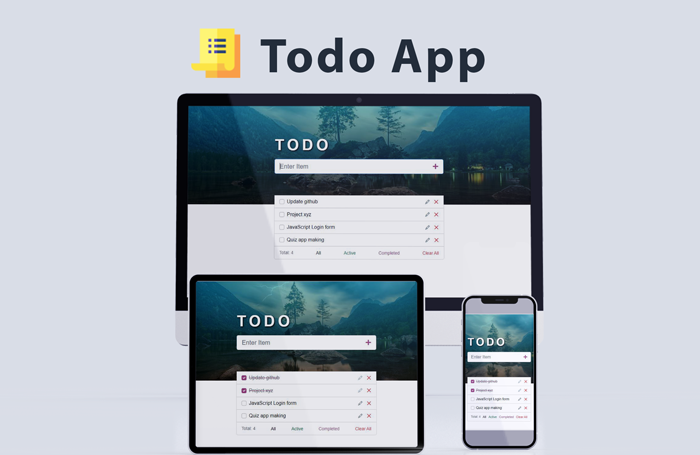 Todo App
TODO
Enter Item
Update github
Project xyz
JavaScript Login form
Quiz app making
Total: 4 All Active Completed Clear All
TODO
Enter Item
Update github
Project xyz
JavaScript Login form
Quiz app making
Total: 4 All Active Completed Clear All
TODO
Enter Item
Update github
Project xyz
JavaScript Login form
Quiz app making
Total: 4 All Active Completed Clear All